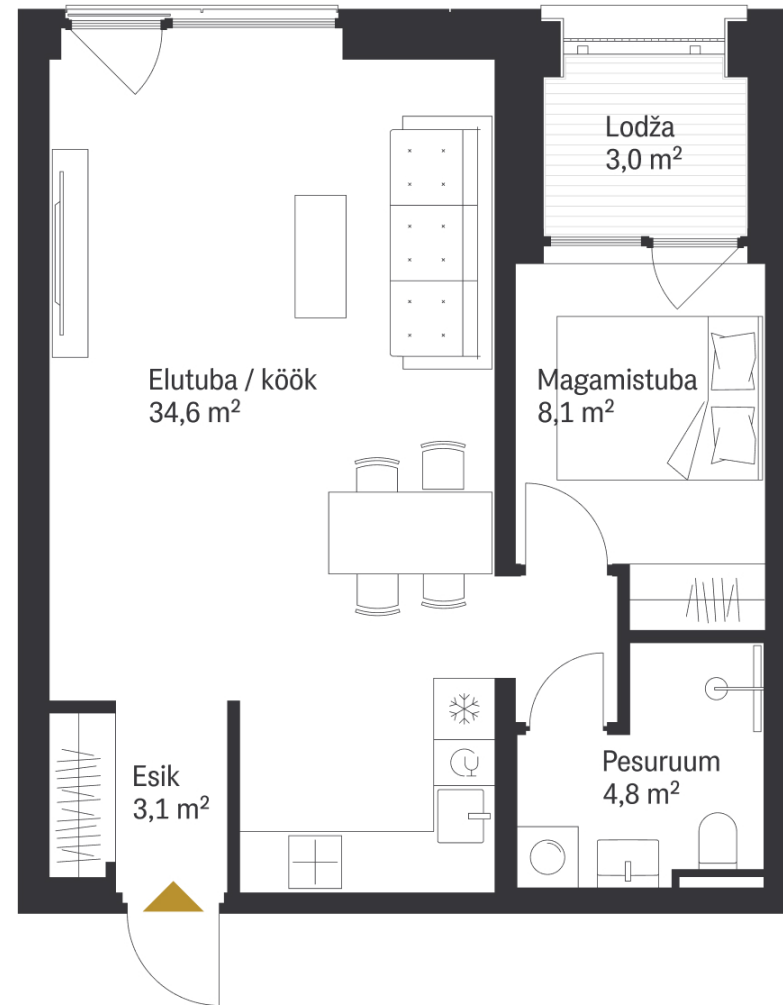 Lodža
3,0 m²
Elutuba / köök
34,6 m²
Magamistuba
8,1 m²
Esik
3,1 m²
Pesuruum
4,8 m²